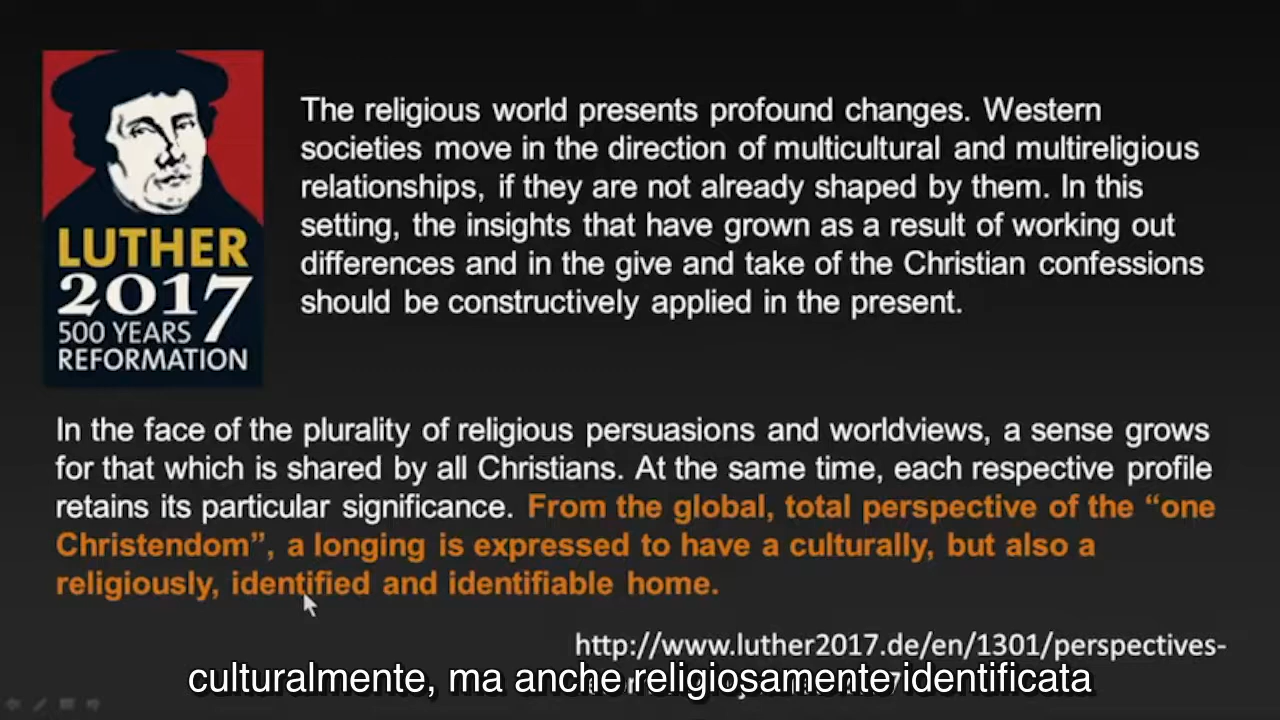 The religious world presents profound changes. Western
societies move in the direction of multicultural and multireligious
relationships, if they are not already shaped by them. In this
setting, the insights that have grown as a result of working out
differences and in the give and take of the Christian confessions
should be constructively applied in the present.
LUTHER
2017
500 YEARS
REFORMATION
In the face of the plurality of religious persuasions and worldviews, a sense grows
for that which is shared by all Christians. At the same time, each respective profile
retains its particular significance. From the global, total perspective of the “one
Christendom”, a longing is expressed to have a culturally, but also a
religiously, identified and identifiable home.
http://www.luther2017.de/en/1301/perspectives-
culturalmente, ma anche religiosamente identificata